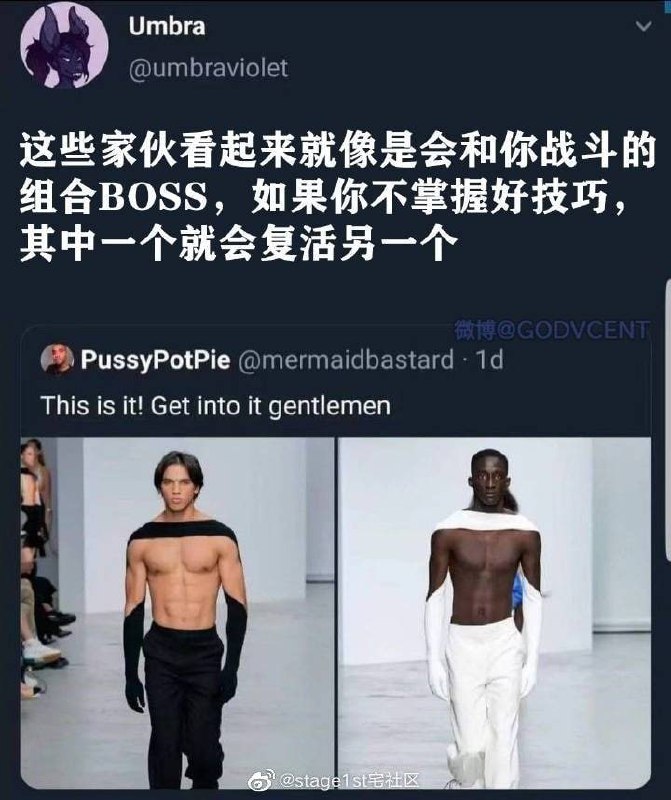 Umbra
@umbraviolet
这些家伙看起来就像是会和你战斗的
组合BOSS，如果你不掌握好技巧，
其中一个就会复活另一个
微博@GODVCENT
PussyPotPie @mermaidbastard · 1d
This is it! Get into it gentlemen
@stage1st宅社区